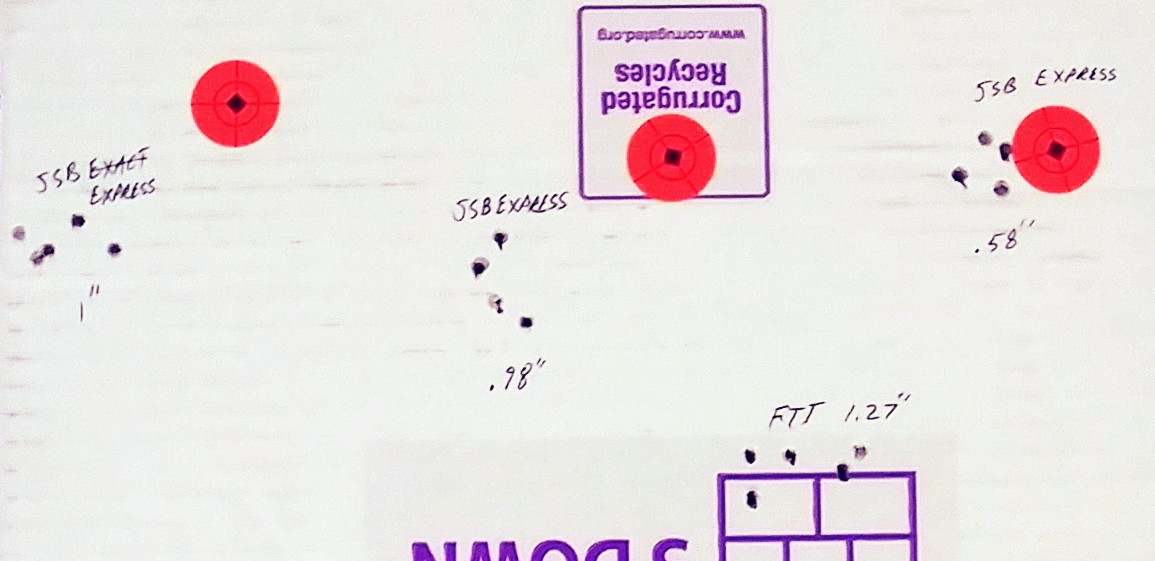 JSB EXPRESS
Corrugated
Recycles
www.corrugated.org
JSB EXACT
EXPRESS
JSB EXPRESS
.58"
1"
.98"
FTT 1.27"